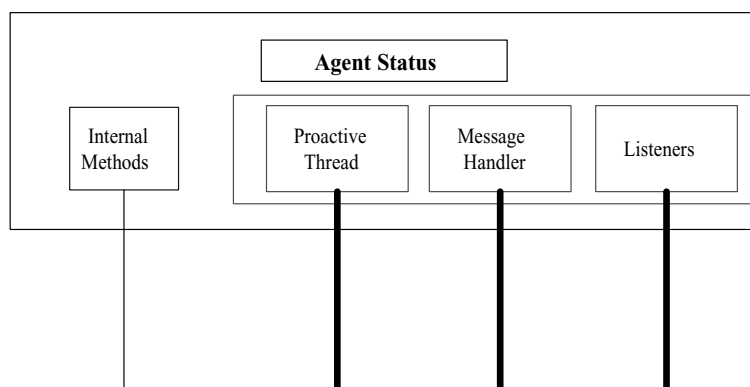 Agent Status
Internal
Methods
Proactive
Thread
Message
Handler
Listeners